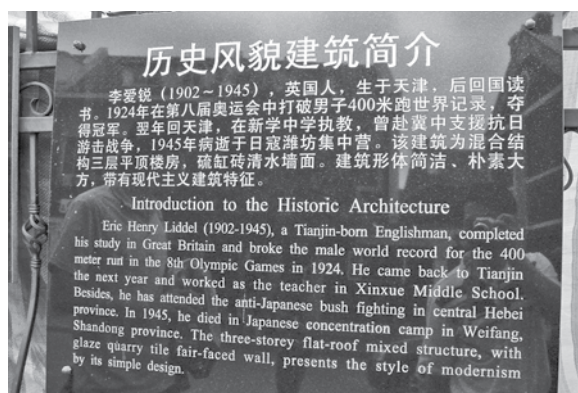 历史风貌建筑简介
李爱锐（1902～1945），英国人，生于天津，后回国读
书。1924年在第八届奥运会中打破男子400米跑世界记录，夺
得冠军。翌年回天津，在新学中学执教，曾赴冀中支援抗日
游击战争，1945年病逝于日寇潍坊集中营。该建筑为混合结
构三层平顶楼房，硫缸砖清水墙面。建筑形体简洁、朴素大
方，带有现代主义建筑特征。
Introduction to the Historic Architecture
Eric Henry Liddel (1902-1945), a Tianjin-born Englishman, completed
his study in Great Britain and broke the male world record for the 400
meter run in the 8th Olympic Games in 1924. He came back to Tianjin
the next year and worked as the teacher in Xinxue Middle School.
Besides, he has attended the anti-Japanese bush fighting in central Hebei
province. In 1945, he died in Japanese concentration camp in Weifang,
Shandong province. The three-storey flat-roof mixed structure, with
glaze quarry tile fair-faced wall, presents the style of modernism
by its simple design.